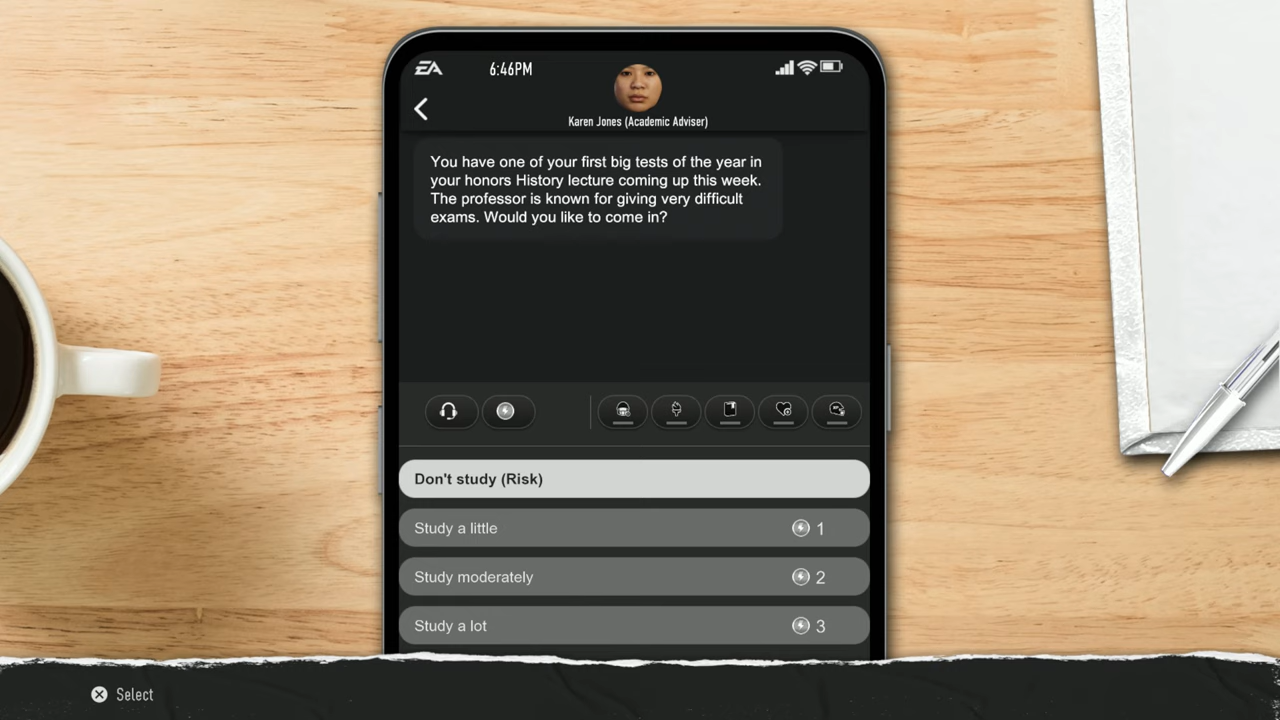 EA
6:46PM
Karen Jones (Academic Adviser)
You have one of your first big tests of the year in
your honors History lecture coming up this week.
The professor is known for giving very difficult
exams. Would you like to come in?
Don't study (Risk)
Study a little 1
Study moderately 2
Study a lot 3
Select